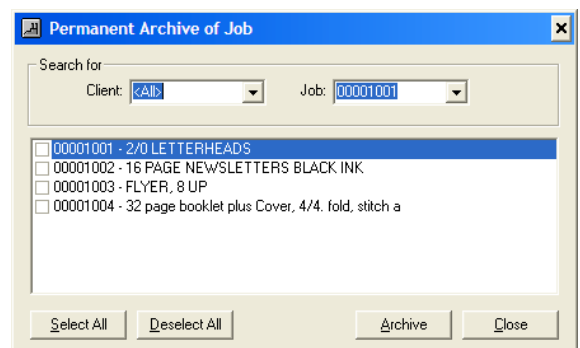 Permanent Archive of Job
Search for
Client: <All> Job: 00001001
00001001 - 2/0 LETTERHEADS
00001002 - 16 PAGE NEWSLETTERS BLACK INK
00001003 - FLYER, 8 UP
00001004 - 32 page booklet plus Cover, 4/4. fold, stitch a
Select All Deselect All Archive Close